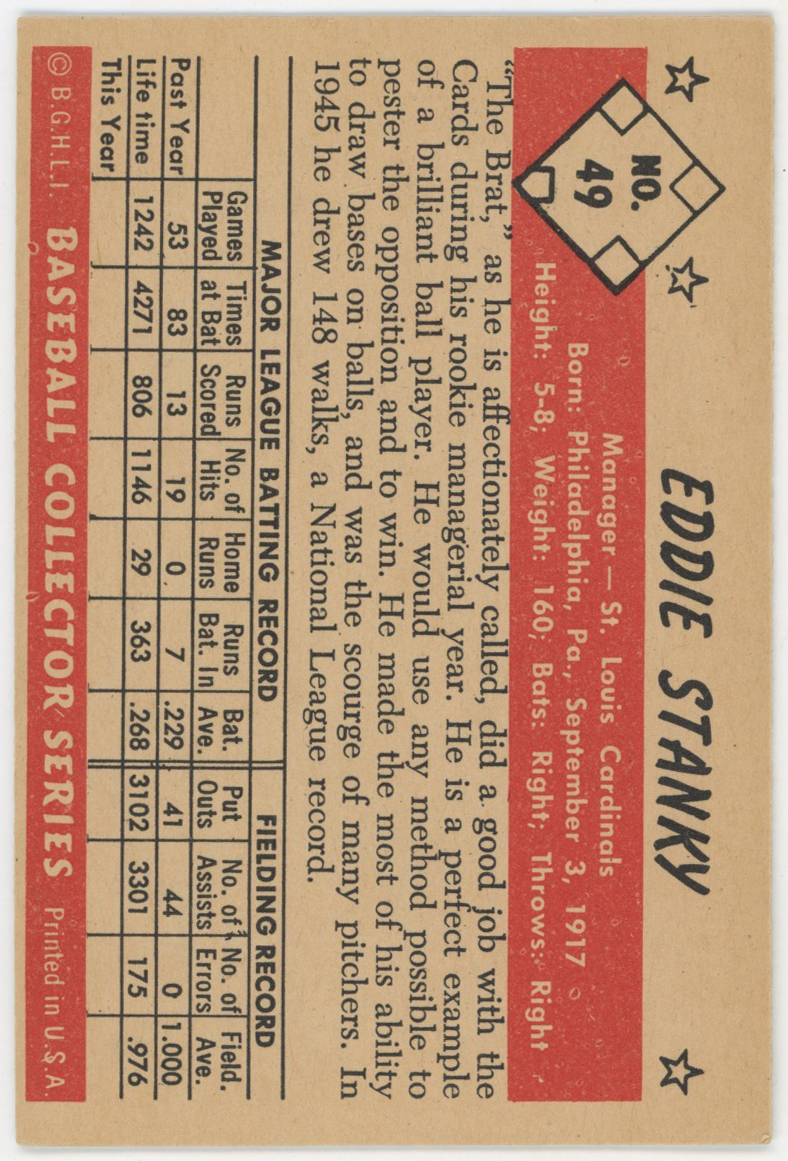 NO.
49
EDDIE STANKY
Manager — St. Louis Cardinals
Born: Philadelphia, Pa., September 3, 1917
Height: 5-8; Weight: 160; Bats: Right; Throws: Right
“The Brat,” as he is affectionately called, did a good job with the
Cards during his rookie managerial year. He is a perfect example
of a brilliant ball player. He would use any method possible to
pester the opposition and to win. He made the most of his ability
to draw bases on balls, and was the scourge of many pitchers. In
1945 he drew 148 walks, a National League record.
MAJOR LEAGUE BATTING RECORD FIELDING RECORD
Games Times Runs No. of Home Runs Bat. Put No. of No. of Field.
Played at Bat Scored Hits Runs Bat. In Ave. Outs Assists Errors Ave.
Past Year 53 83 13 19 0 7 .229 41 44 0 1.000
Life time 1242 4271 806 1146 29 363 .268 3102 3301 175 .976
This Year
© B.G.H.L.I. BASEBALL COLLECTOR SERIES Printed in U.S.A.